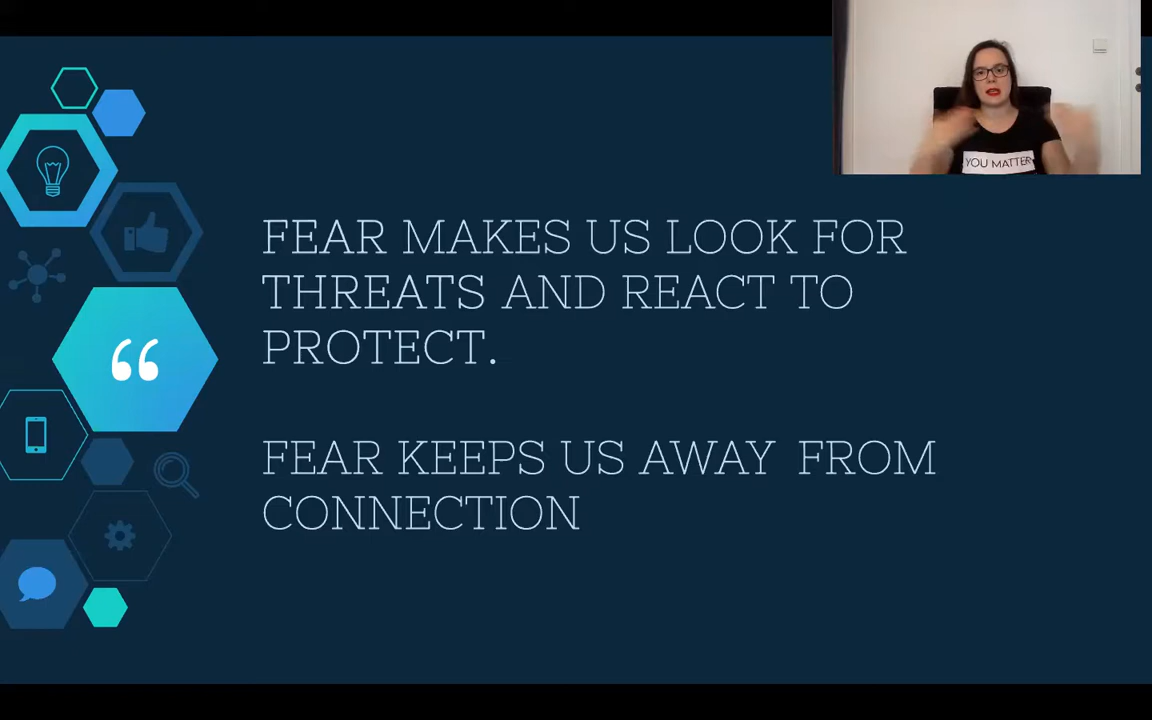 YOU MATTER
FEAR MAKES US LOOK FOR
THREATS AND REACT TO
PROTECT.
FEAR KEEPS US AWAY FROM
CONNECTION